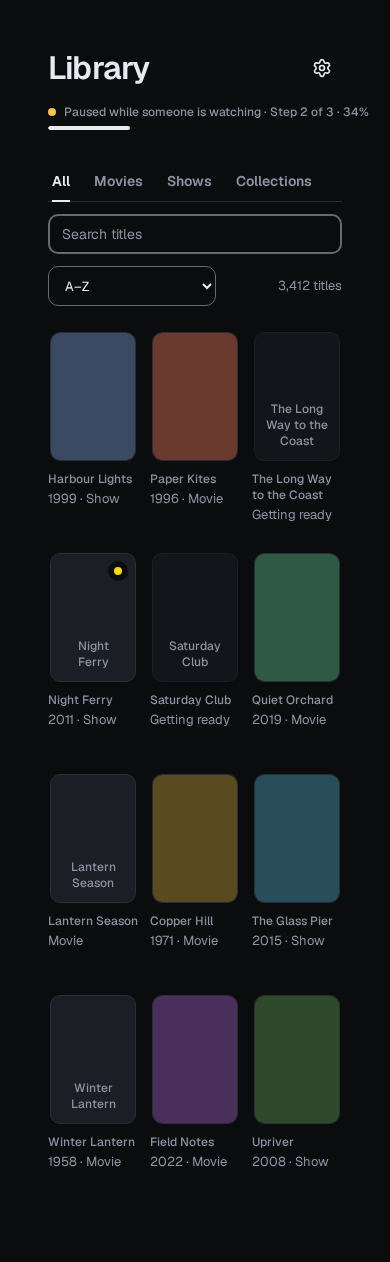 Library
Paused while someone is watching · Step 2 of 3 · 34%
All Movies Shows Collections
Search titles
A–Z
3,412 titles
The Long
Way to the
Coast
Harbour Lights
1999 · Show
Paper Kites
1996 · Movie
The Long Way
to the Coast
Getting ready
Night
Ferry
Saturday
Club
Night Ferry
2011 · Show
Saturday Club
Getting ready
Quiet Orchard
2019 · Movie
Lantern
Season
Lantern Season
Movie
Copper Hill
1971 · Movie
The Glass Pier
2015 · Show
Winter
Lantern
Winter Lantern
1958 · Movie
Field Notes
2022 · Movie
Upriver
2008 · Show